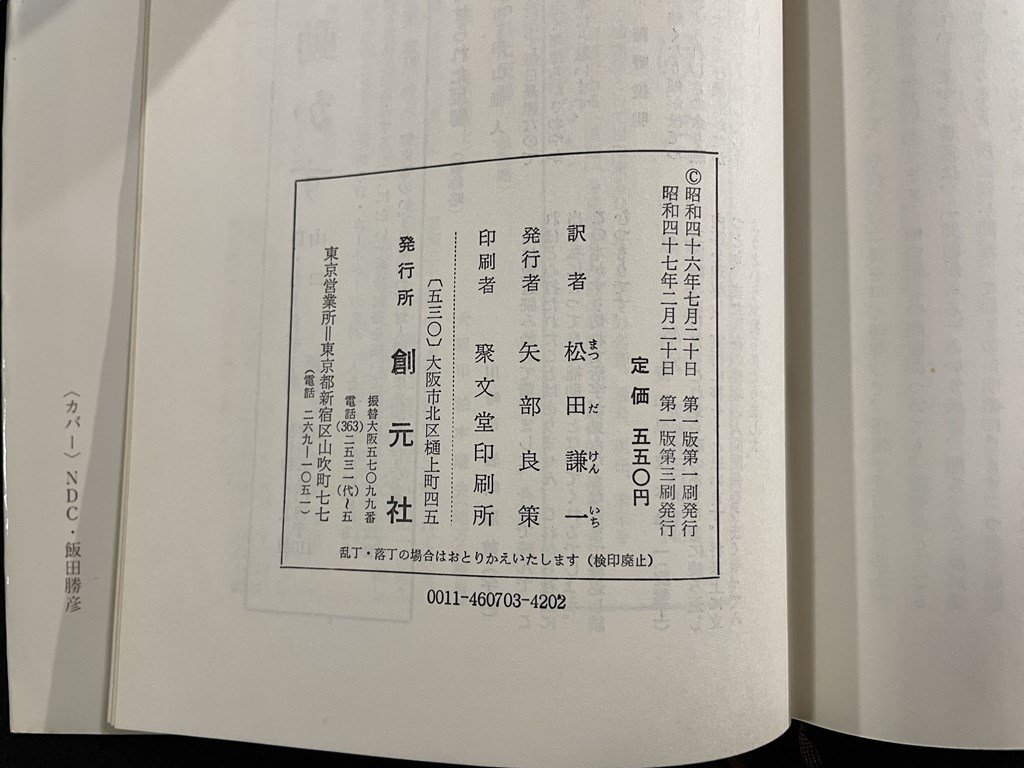 ©昭和四十六年七月二十日 第一版第一刷発行
昭和四十七年二月二十日 第一版第三刷発行
定価 五五〇円
訳者 松田謙一
まつ だ けん いち
発行者 矢部良策
印刷者 聚文堂印刷所
〔五三〇〕大阪市北区樋上町四五
発行所 創元社
振替大阪五七〇九九番
電話(363)二五三一(代)~五
東京営業所=東京都新宿区山吹町七七
(電話 二六九―一〇五一)
乱丁・落丁の場合はおとりかえいたします(検印廃止)
0011-460703-4202
〈カバー〉NDC・飯田勝彦